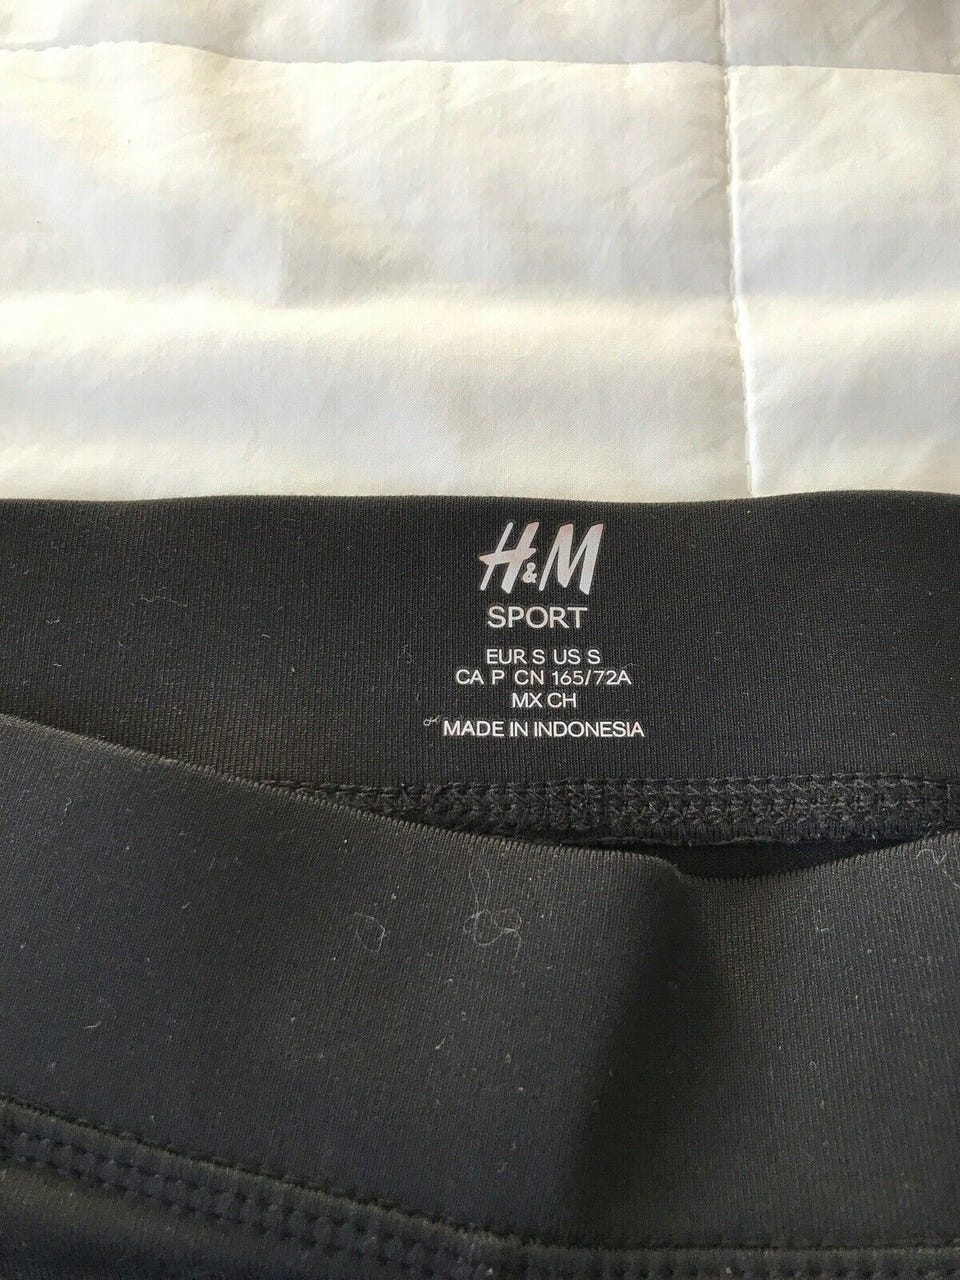 H&M
SPORT
EUR S US S
CA P CN 165/72A
MX CH
MADE IN INDONESIA